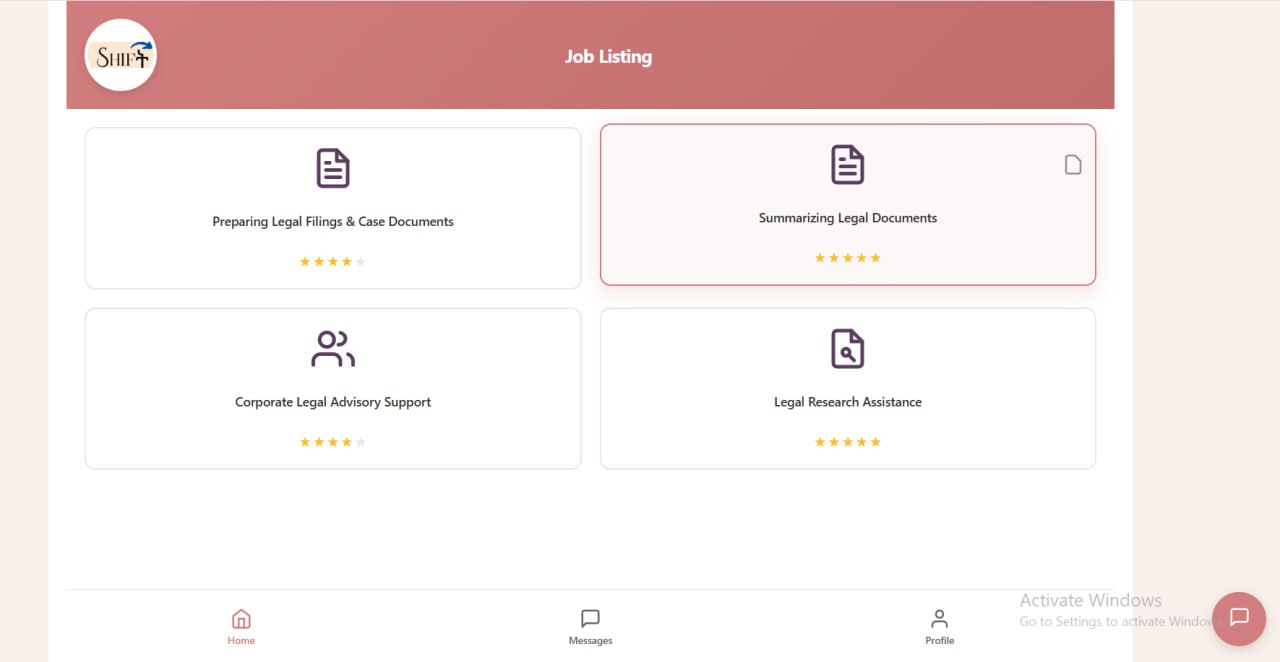 SHIFT
Job Listing
Preparing Legal Filings & Case Documents
Summarizing Legal Documents
Corporate Legal Advisory Support
Legal Research Assistance
Home
Messages
Profile
Activate Windows
Go to Settings to activate Windows